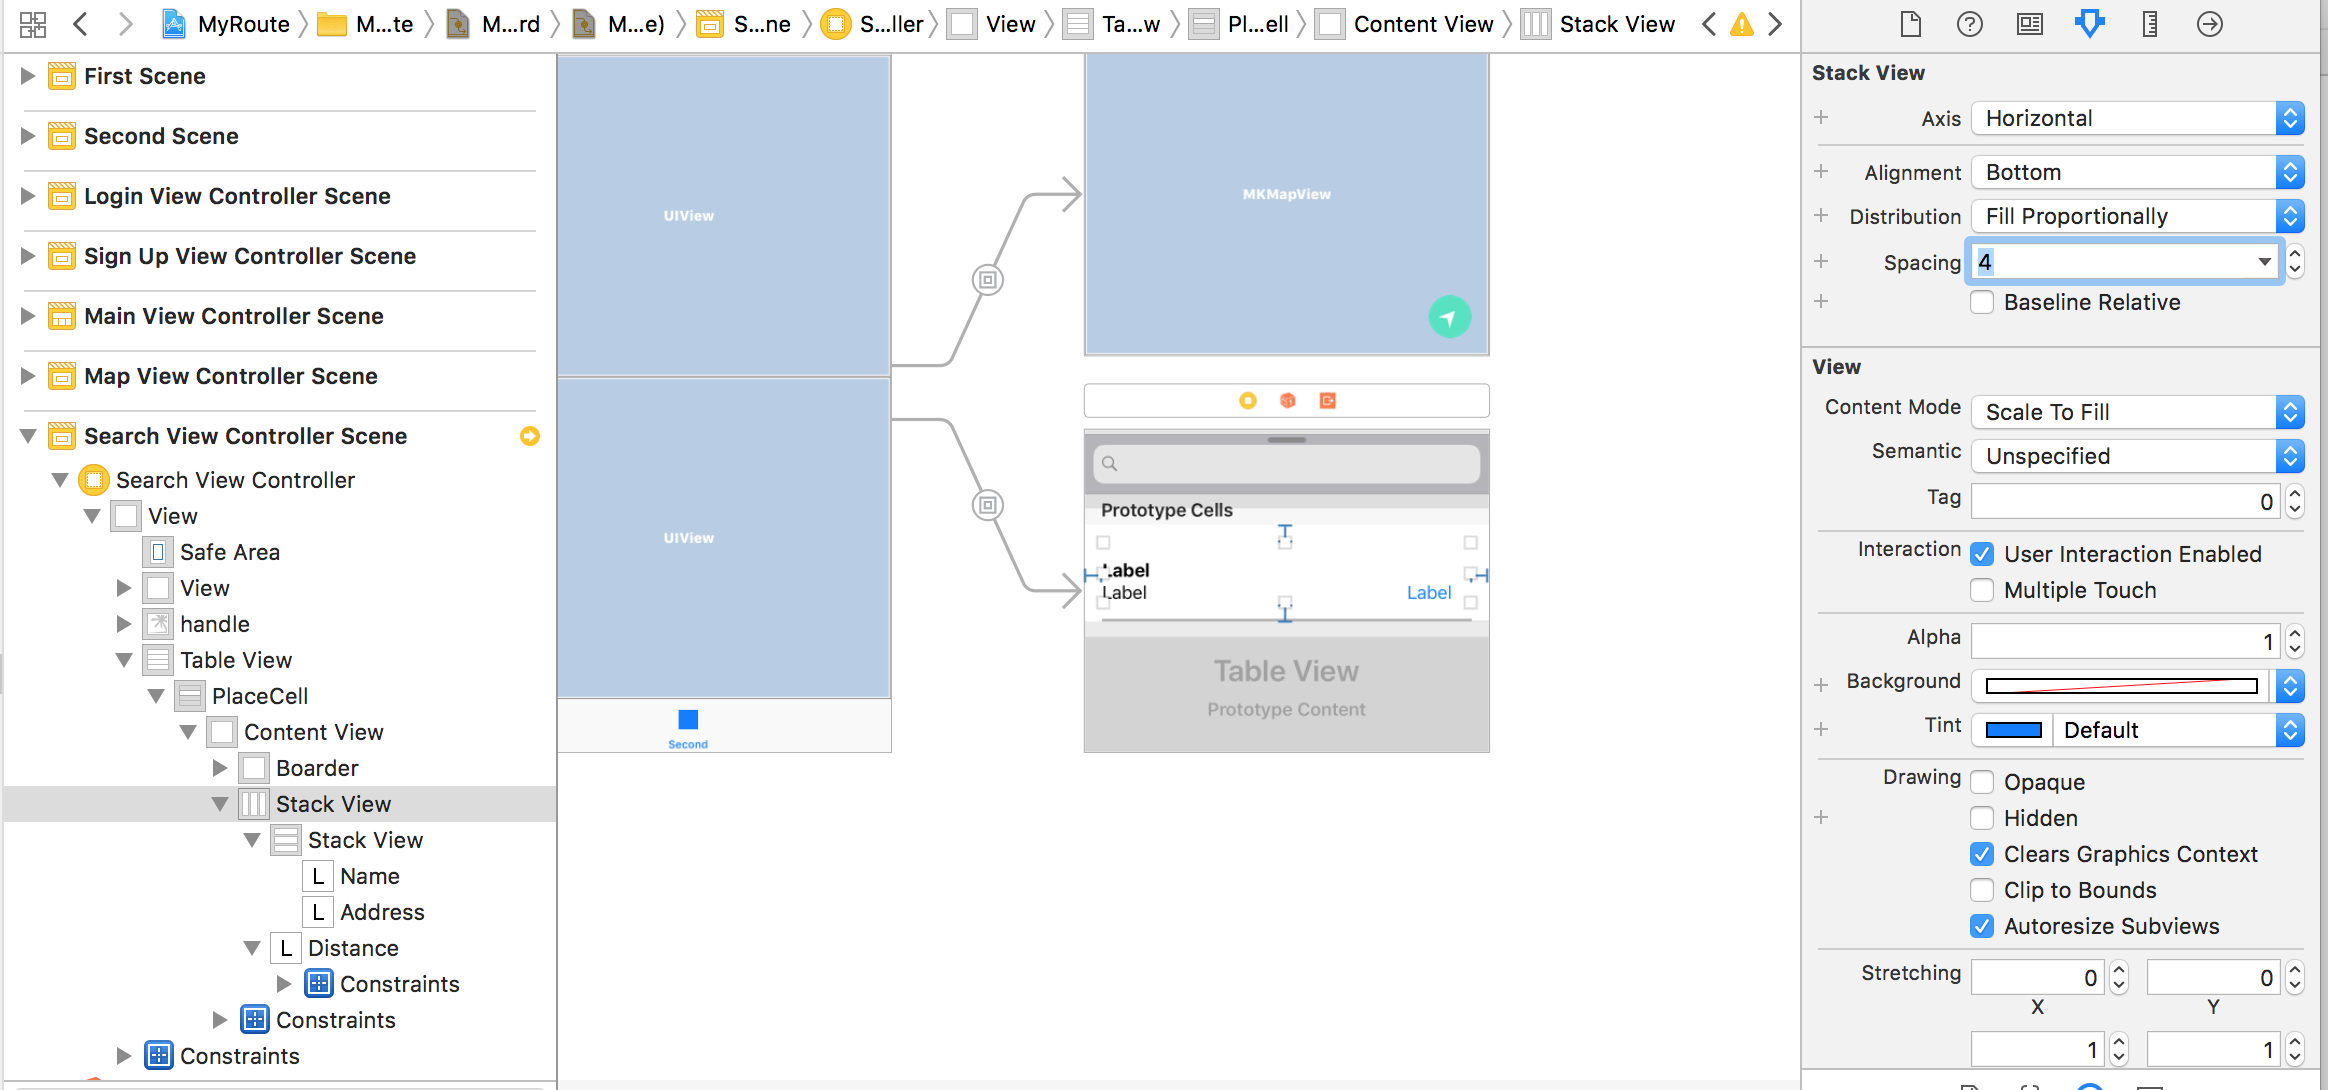 MyRoute M...te M...rd M...e) S...ne S...ller View Ta...w Pl...ell Content View Stack View
First Scene
Second Scene
Login View Controller Scene
Sign Up View Controller Scene
Main View Controller Scene
Map View Controller Scene
Search View Controller Scene
Search View Controller
View
Safe Area
View
handle
Table View
PlaceCell
Content View
Boarder
Stack View
Stack View
L Name
L Address
L Distance
Constraints
Constraints
Constraints
UIView
UIView
Second
MKMapView
Prototype Cells
Label
Label Label
Table View
Prototype Content
Stack View
Axis Horizontal
Alignment Bottom
Distribution Fill Proportionally
Spacing 4
Baseline Relative
View
Content Mode Scale To Fill
Semantic Unspecified
Tag 0
Interaction User Interaction Enabled
Multiple Touch
Alpha 1
Background
Tint Default
Drawing Opaque
Hidden
Clears Graphics Context
Clip to Bounds
Autoresize Subviews
Stretching 0 0
X Y
1 1